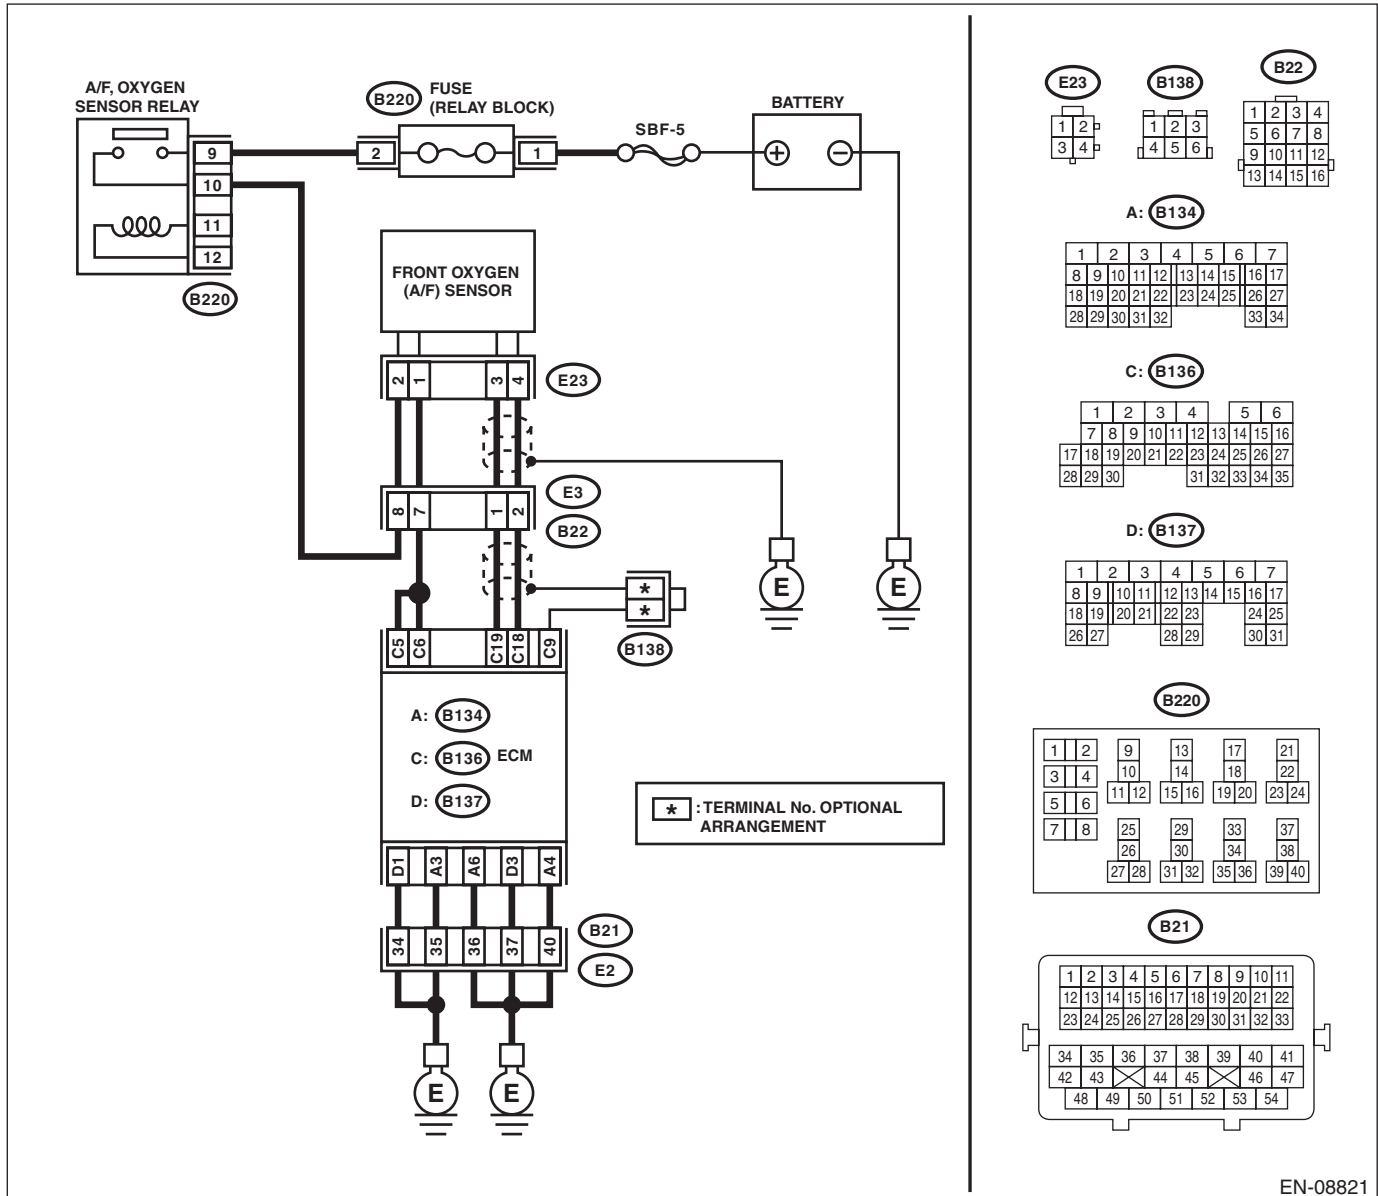 A/F, OXYGEN
SENSOR RELAY
B220
FUSE
(RELAY BLOCK)
SBF-5
BATTERY
9
10
11
12
2
1
B220
FRONT OXYGEN
(A/F) SENSOR
2 1 3 4
E23
E3
8 7 1 2
B22
E
E
*
*
B138
C5 C6 C19 C18 C9
A: B134
C: B136 ECM
D: B137
* : TERMINAL No. OPTIONAL
ARRANGEMENT
D1 A3 A6 D3 A4
B21
34 35 36 37 40
E2
E
E
E23
1 2
3 4
B138
1 2 3
4 5 6
B22
1 2 3 4
5 6 7 8
9 10 11 12
13 14 15 16
A: B134
1 2 3 4 5 6 7
8 9 10 11 12 13 14 15 16 17
18 19 20 21 22 23 24 25 26 27
28 29 30 31 32 33 34
C: B136
1 2 3 4 5 6
7 8 9 10 11 12 13 14 15 16
17 18 19 20 21 22 23 24 25 26 27
28 29 30 31 32 33 34 35
D: B137
1 2 3 4 5 6 7
8 9 10 11 12 13 14 15 16 17
18 19 20 21 22 23 24 25
26 27 28 29 30 31
B220
1 2
3 4
5 6
7 8
9
10
11 12
13
14
15 16
17
18
19 20
21
22
23 24
25
26
27 28
29
30
31 32
33
34
35 36
37
38
39 40
B21
1 2 3 4 5 6 7 8 9 10 11
12 13 14 15 16 17 18 19 20 21 22
23 24 25 26 27 28 29 30 31 32 33
34 35 36 37 38 39 40 41
42 43 44 45 46 47
48 49 50 51 52 53 54
EN-08821